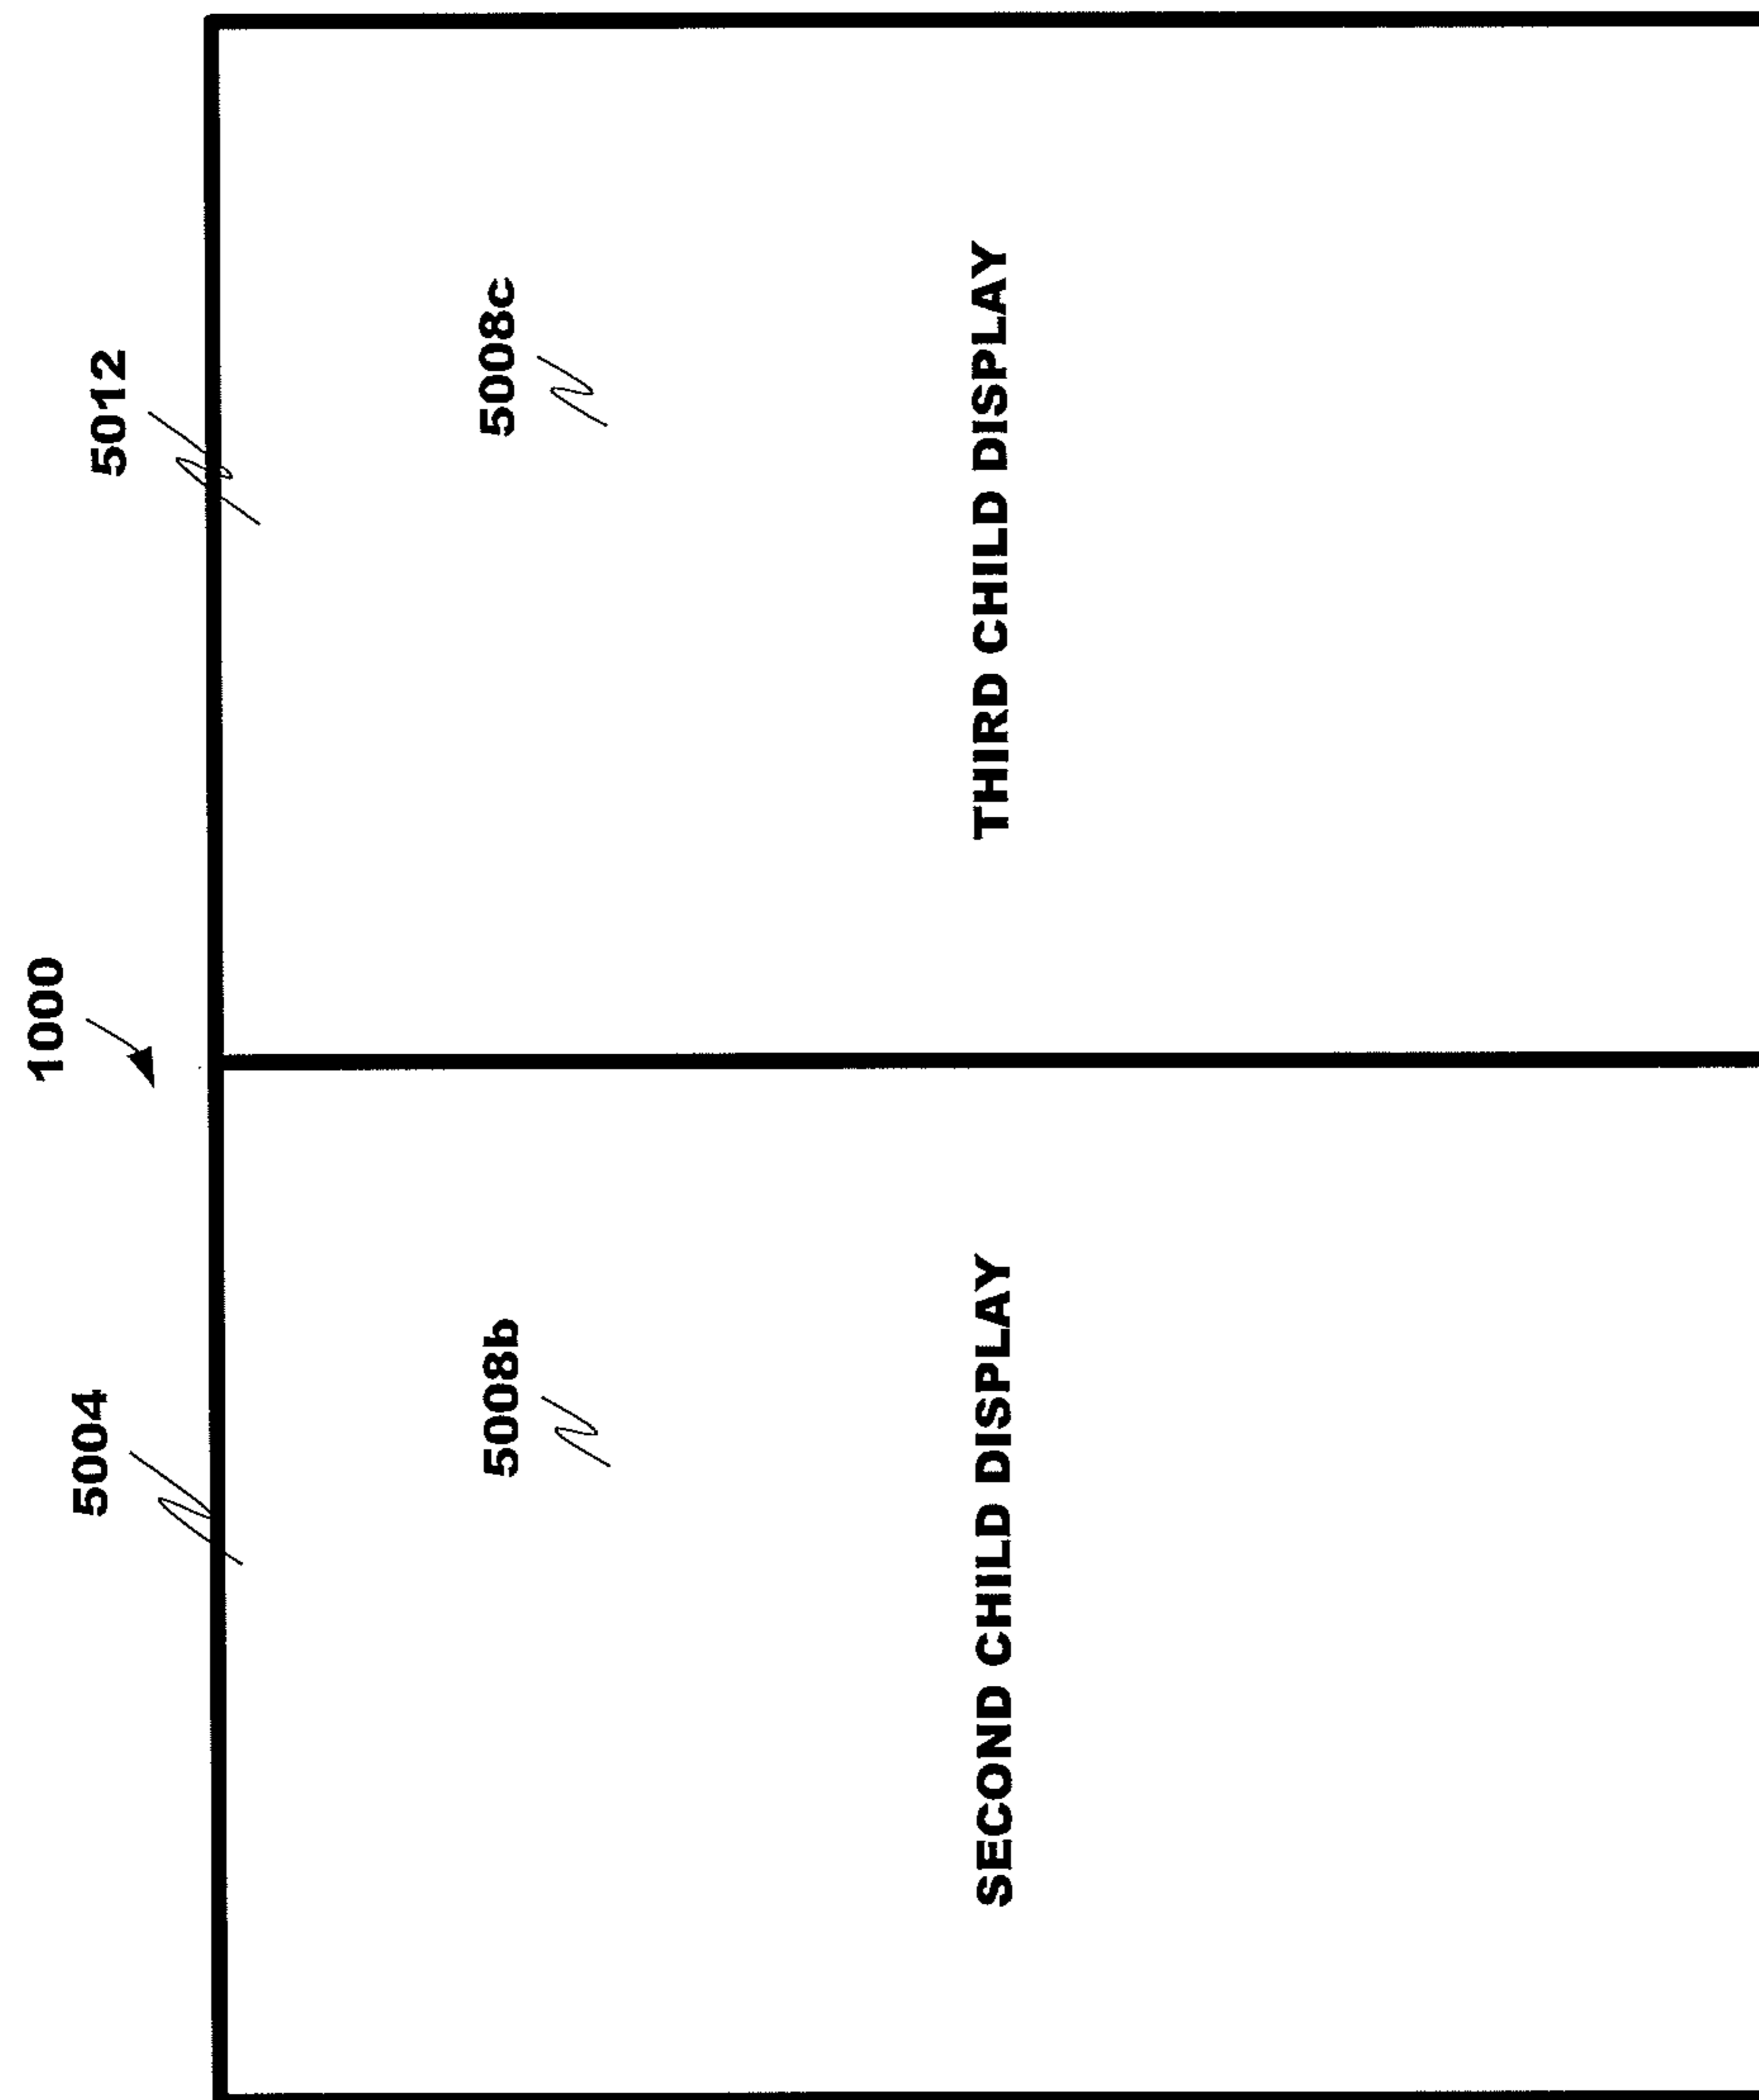 1000
5004
5012
5008b
5008c
SECOND CHILD DISPLAY
THIRD CHILD DISPLAY